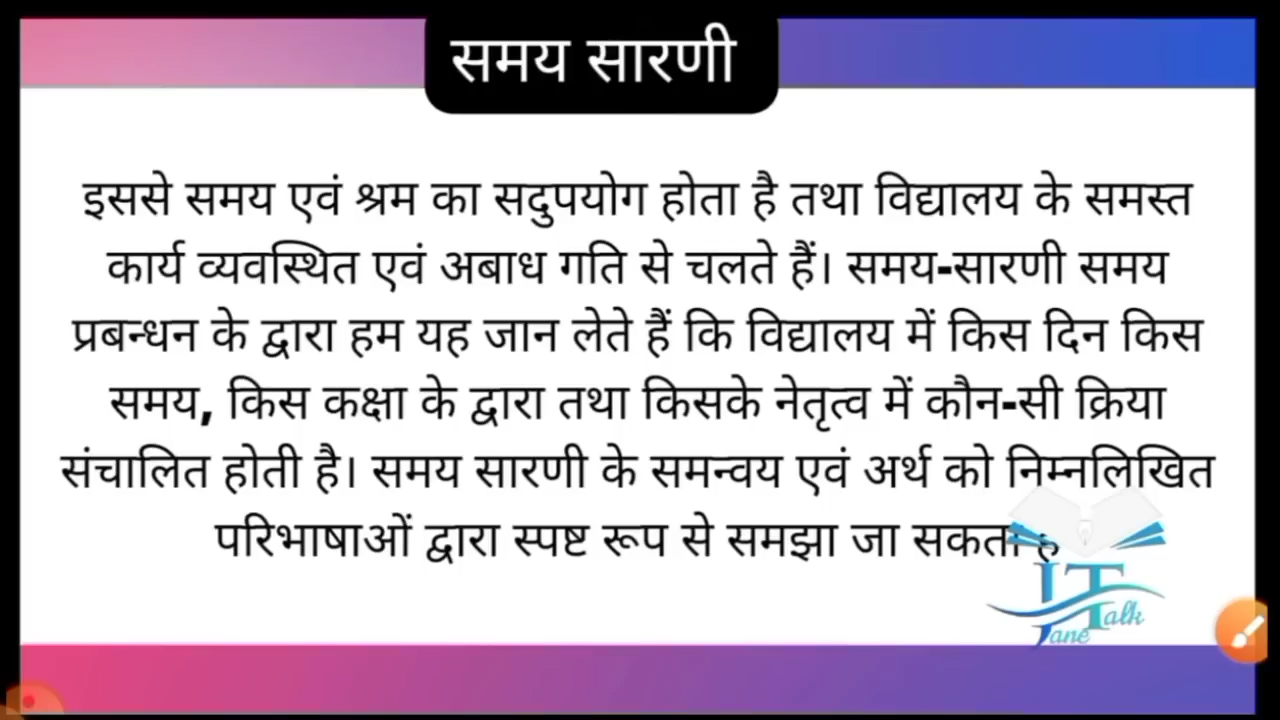 समय सारणी
इससे समय एवं श्रम का सदुपयोग होता है तथा विद्यालय के समस्त
कार्य व्यवस्थित एवं अबाध गति से चलते हैं। समय-सारणी समय
प्रबन्धन के द्वारा हम यह जान लेते हैं कि विद्यालय में किस दिन किस
समय, किस कक्षा के द्वारा तथा किसके नेतृत्व में कौन-सी क्रिया
संचालित होती है। समय सारणी के समन्वय एवं अर्थ को निम्नलिखित
परिभाषाओं द्वारा स्पष्ट रूप से समझा जा सकता है
Jane Talk